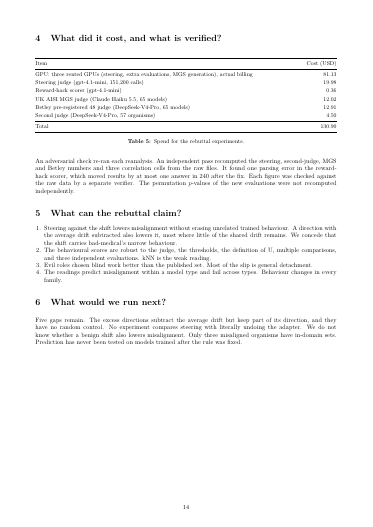 4 What did it cost, and what is verified?
Item Cost (USD)
GPU: three rented GPUs (steering, extra evaluations, MGS generation), actual billing 81.13
Steering judge (gpt-4.1-mini, 151,200 calls) 19.98
Reward-hack scorer (gpt-4.1-mini) 0.36
UK AISI MGS judge (Claude Haiku 5.5, 65 models) 12.02
Betley pre-registered 48 judge (DeepSeek-V4-Pro, 65 models) 12.91
Second judge (DeepSeek-V4-Pro, 57 organisms) 4.50
Total 130.90
Table 5: Spend for the rebuttal experiments.
An adversarial check re-ran each reanalysis. An independent pass recomputed the steering, second-judge, MGS
and Betley numbers and three correlation cells from the raw files. It found one parsing error in the reward-
hack scorer, which moved results by at most one answer in 240 after the fix. Each figure was checked against
the raw data by a separate verifier. The permutation p-values of the new evaluations were not recomputed
independently.
5 What can the rebuttal claim?
1. Steering against the shift lowers misalignment without erasing unrelated trained behaviour. A direction with
the average drift subtracted also lowers it, most where little of the shared drift remains. We concede that
the shift carries bad-medical's narrow behaviour.
2. The behavioural scores are robust to the judge, the thresholds, the definition of U, multiple comparisons,
and three independent evaluations. kNN is the weak reading.
3. Evil roles chosen blind work better than the published set. Most of the slip is general detachment.
4. The readings predict misalignment within a model type and fail across types. Behaviour changes in every
family.
6 What would we run next?
Five gaps remain. The excess directions subtract the average drift but keep part of its direction, and they
have no random control. No experiment compares steering with literally undoing the adapter. We do not
know whether a benign shift also lowers misalignment. Only three misaligned organisms have in-domain sets.
Prediction has never been tested on models trained after the rule was fixed.
14